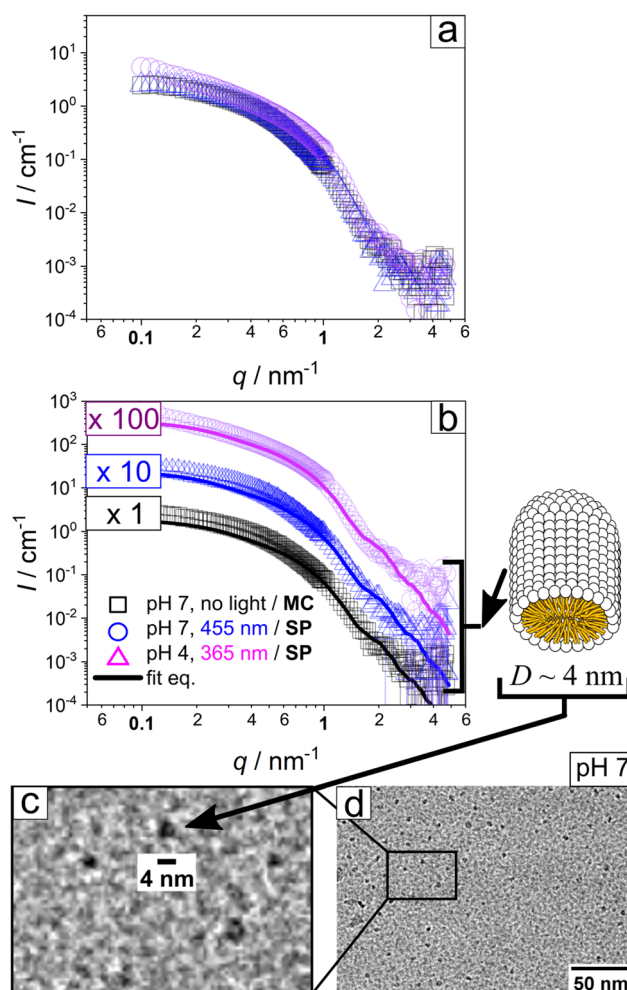 a
10¹
10⁰
10⁻¹
10⁻²
10⁻³
10⁻⁴
I / cm⁻¹
6 0.1 2 4 6 1 2 4 6
q / nm⁻¹
b
10³
10²
10¹
10⁰
10⁻¹
10⁻²
10⁻³
10⁻⁴
I / cm⁻¹
x 100
x 10
x 1
pH 7, no light / MC
pH 7, 455 nm / SP
pH 4, 365 nm / SP
fit eq.
6 0.1 2 4 6 1 2 4 6
q / nm⁻¹
D ~ 4 nm
pH 7
c
4 nm
d
50 nm